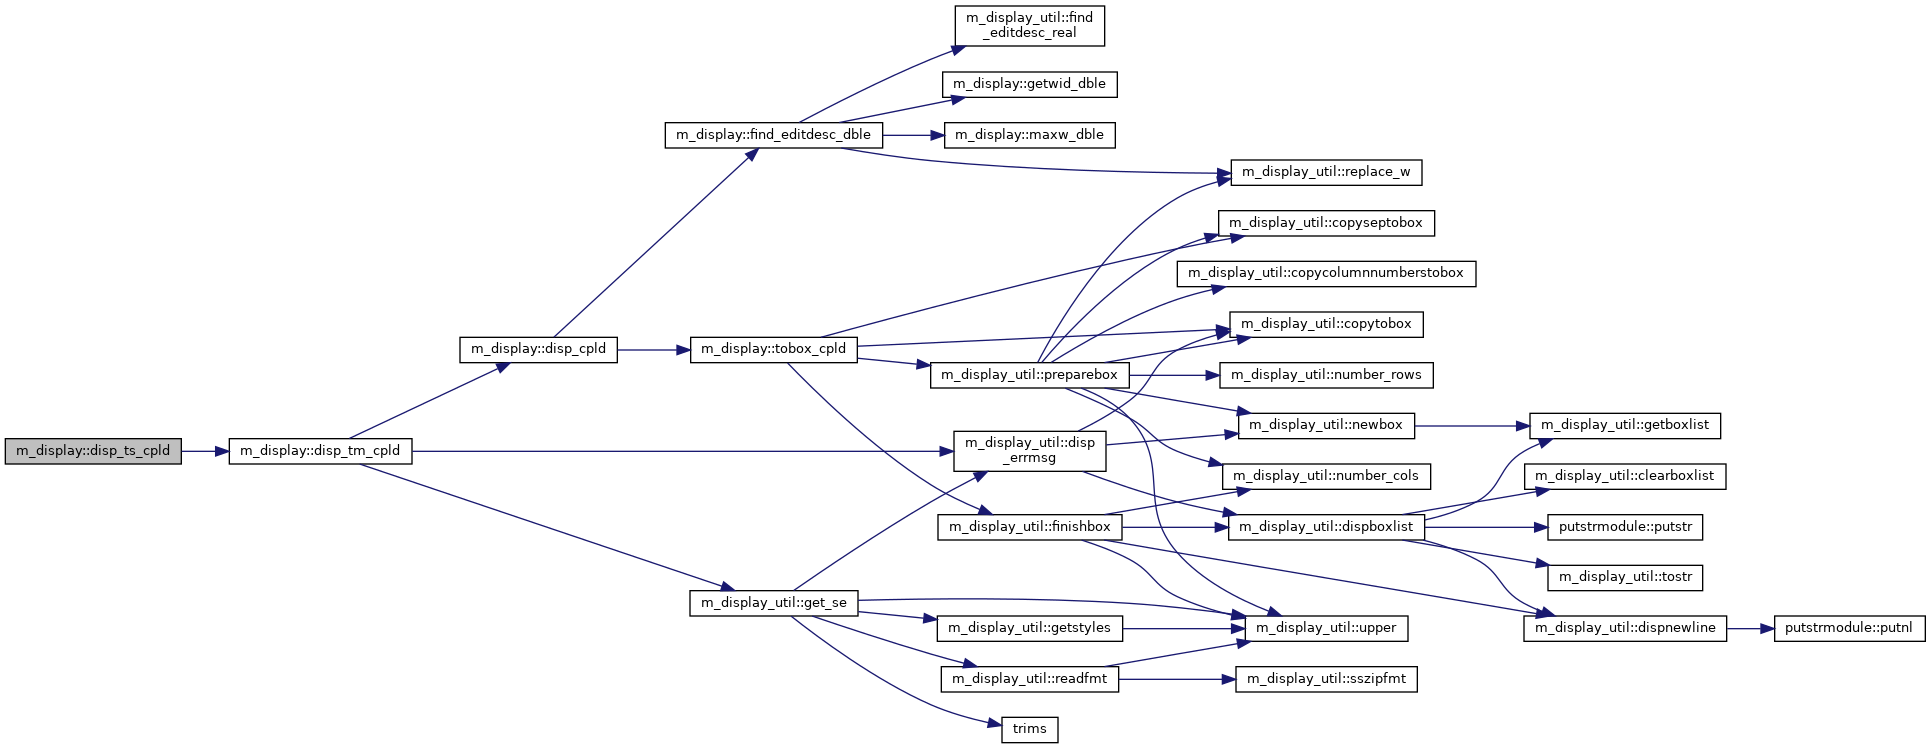 m_display::disp_ts_cpld
m_display::disp_tm_cpld
m_display::disp_cpld
m_display::find_editdesc_dble
m_display_util::find
_editdesc_real
m_display::getwid_dble
m_display::maxw_dble
m_display_util::replace_w
m_display::tobox_cpld
m_display_util::copyseptobox
m_display_util::copycolumnnumberstobox
m_display_util::copytobox
m_display_util::preparebox
m_display_util::number_rows
m_display_util::newbox
m_display_util::getboxlist
m_display_util::disp
_errmsg
m_display_util::number_cols
m_display_util::clearboxlist
m_display_util::finishbox
m_display_util::dispboxlist
putstrmodule::putstr
m_display_util::tostr
m_display_util::get_se
m_display_util::getstyles
m_display_util::upper
m_display_util::dispnewline
putstrmodule::putnl
m_display_util::readfmt
m_display_util::sszipfmt
trims